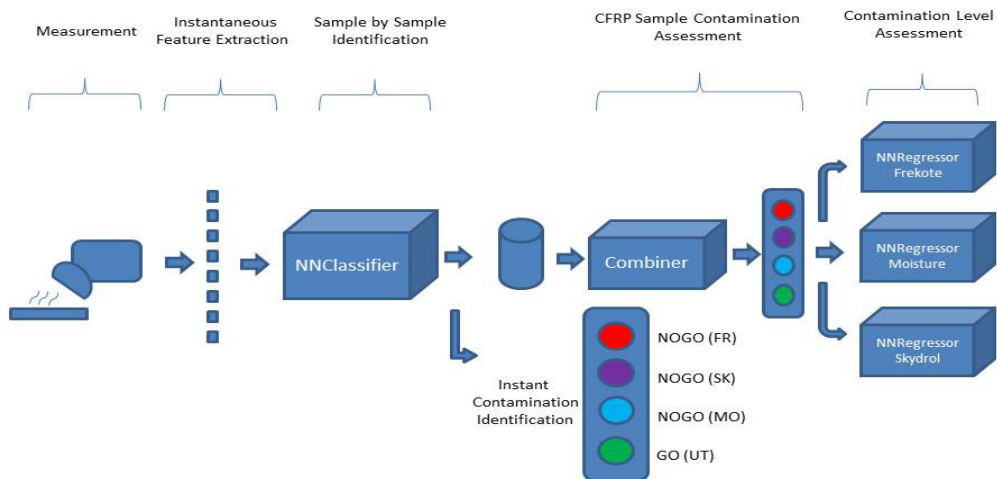 Measurement
Instantaneous
Feature Extraction
Sample by Sample
Identification
CFRP Sample Contamination
Assessment
Contamination Level
Assessment
NNClassifier
Combiner
NNRegressor
Frekote
NNRegressor
Moisture
NNRegressor
Skydrol
Instant
Contamination
Identification
NOGO (FR)
NOGO (SK)
NOGO (MO)
GO (UT)